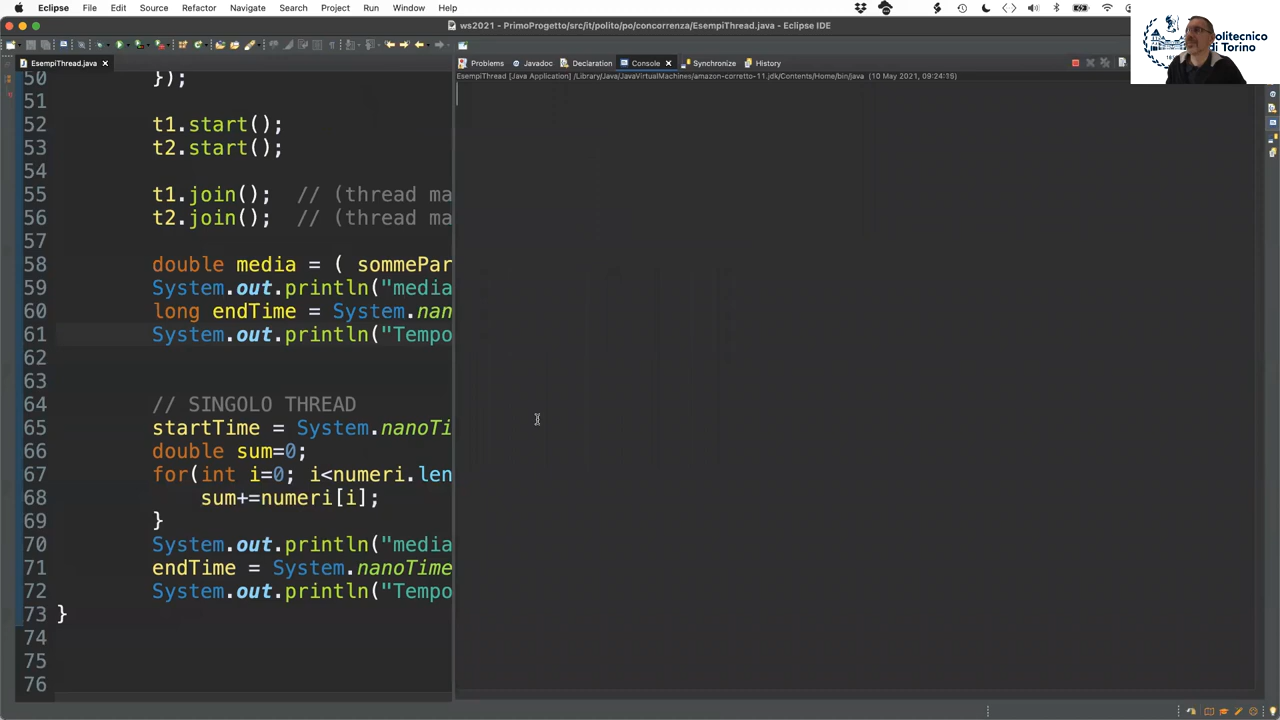 Eclipse File Edit Source Refactor Navigate Search Project Run Window Help
ws2021 - PrimoProgetto/src/it/polito/po/concorrenza/EsempiThread.java - Eclipse IDE
Politecnico
di Torino
EsempiThread.java
Problems Javadoc Declaration Console Synchronize History
EsempiThread [Java Application] /Library/Java/JavaVirtualMachines/amazon-corretto-11.jdk/Contents/Home/bin/java (10 May 2021, 09:24:15)
50 });
51
52 t1.start();
53 t2.start();
54
55 t1.join(); // (thread ma
56 t2.join(); // (thread ma
57
58 double media = ( sommePar
59 System.out.println("media
60 long endTime = System.nan
61 System.out.println("Tempo
62
63
64 // SINGOLO THREAD
65 startTime = System.nanoTi
66 double sum=0;
67 for(int i=0; i<numeri.len
68 sum+=numeri[i];
69 }
70 System.out.println("media
71 endTime = System.nanoTime
72 System.out.println("Tempo
73 }
74
75
76